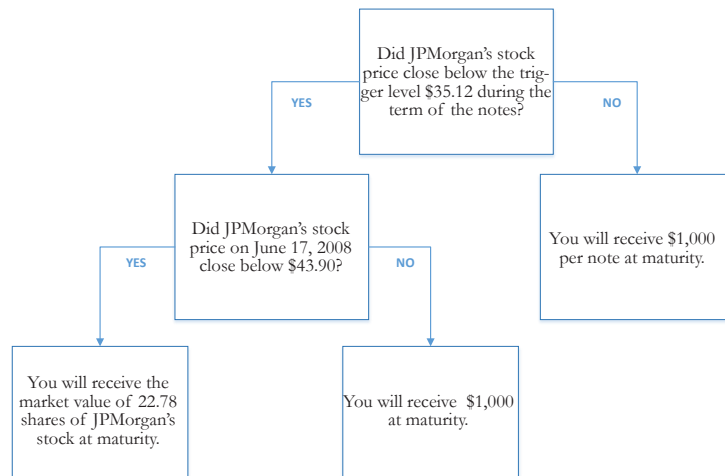 Did JPMorgan's stock
price close below the trig-
ger level $35.12 during the
term of the notes?
YES
NO
Did JPMorgan's stock
price on June 17, 2008
close below $43.90?
You will receive $1,000
per note at maturity.
YES
NO
You will receive the
market value of 22.78
shares of JPMorgan's
stock at maturity.
You will receive $1,000
at maturity.